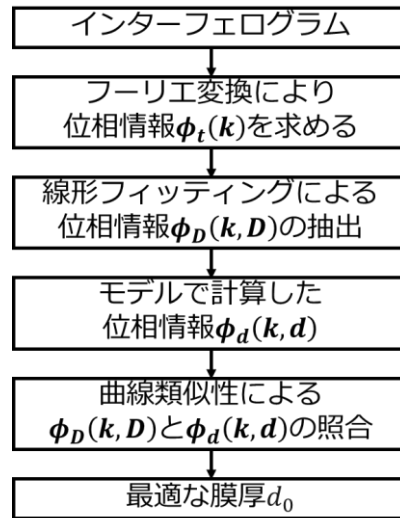 インターフェログラム
フーリエ変換により
位相情報ϕₜ(k)を求める
線形フィッティングによる
位相情報ϕ_D(k, D)の抽出
モデルで計算した
位相情報ϕ_d(k, d)
曲線類似性による
ϕ_D(k, D)とϕ_d(k, d)の照合
最適な膜厚d₀